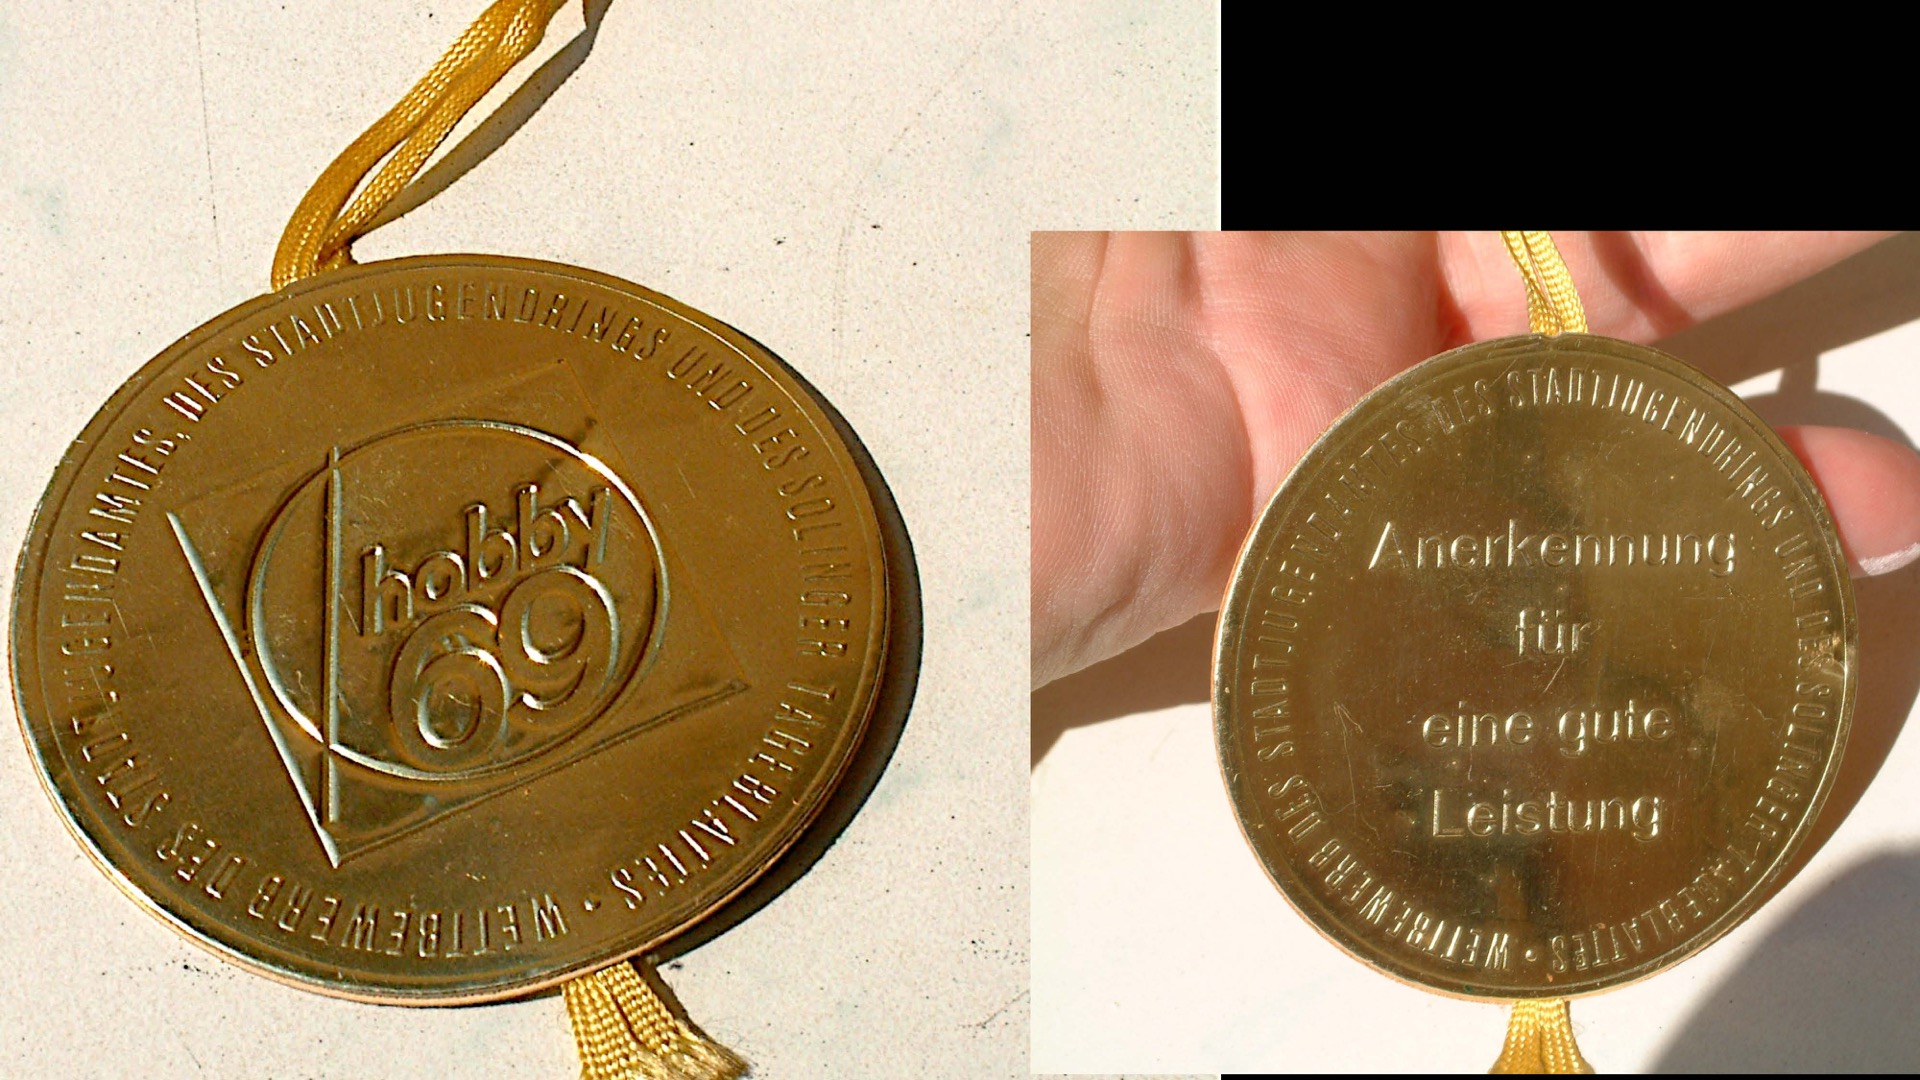 WETTBEWERB DES STADTJUGENDAMTES, DES STADTJUGENDRINGS UND DES SOLINGER TAGEBLATTES •
hobby
69
WETTBEWERB DES STADTJUGENDAMTES, DES STADTJUGENDRINGS UND DES SOLINGER TAGEBLATTES •
Anerkennung
für
eine gute
Leistung